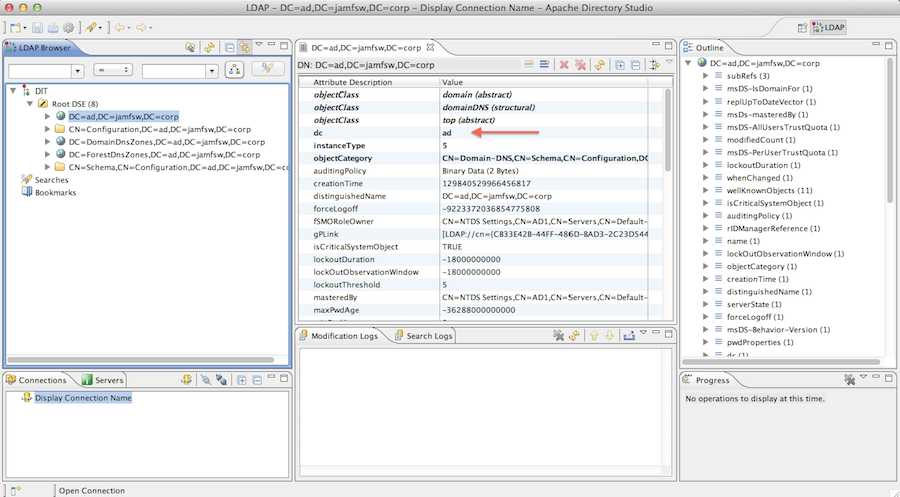 LDAP – DC=ad,DC=jamfsw,DC=corp – Display Connection Name – Apache Directory Studio
LDAP
LDAP Browser
=
DIT
Root DSE (8)
DC=ad,DC=jamfsw,DC=corp
CN=Configuration,DC=ad,DC=jamfsw,DC=corp
DC=DomainDnsZones,DC=ad,DC=jamfsw,DC=corp
DC=ForestDnsZones,DC=ad,DC=jamfsw,DC=corp
CN=Schema,CN=Configuration,DC=ad,DC=jamfsw,DC=c
Searches
Bookmarks
DC=ad,DC=jamfsw,DC=corp
DN: DC=ad,DC=jamfsw,DC=corp
Attribute Description Value
objectClass domain (abstract)
objectClass domainDNS (structural)
objectClass top (abstract)
dc ad
instanceType 5
objectCategory CN=Domain-DNS,CN=Schema,CN=Configuration,DC
auditingPolicy Binary Data (2 Bytes)
creationTime 129840529966456817
distinguishedName DC=ad,DC=jamfsw,DC=corp
forceLogoff -9223372036854775808
fSMORoleOwner CN=NTDS Settings,CN=AD1,CN=Servers,CN=Default-
gPLink [LDAP://cn={C833E428-44FF-486D-8AD3-2C23D544
isCriticalSystemObject TRUE
lockoutDuration -18000000000
lockOutObservationWindow -18000000000
lockoutThreshold 5
masteredBy CN=NTDS Settings,CN=AD1,CN=Servers,CN=Default-
maxPwdAge -36288000000000
Outline
DC=ad,DC=jamfsw,DC=corp
subRefs (3)
msDS-IsDomainFor (1)
replUpToDateVector (1)
msDs-masteredBy (1)
msDS-AllUsersTrustQuota (1)
modifiedCount (1)
msDS-PerUserTrustQuota (1)
lockoutDuration (1)
whenChanged (1)
wellKnownObjects (11)
isCriticalSystemObject (1)
auditingPolicy (1)
rIDManagerReference (1)
name (1)
lockOutObservationWindow (1)
objectCategory (1)
creationTime (1)
distinguishedName (1)
serverState (1)
forceLogoff (1)
msDS-Behavior-Version (1)
pwdProperties (1)
dc (1)
Modification Logs
Search Logs
Connections
Servers
Display Connection Name
Progress
No operations to display at this time.
Open Connection